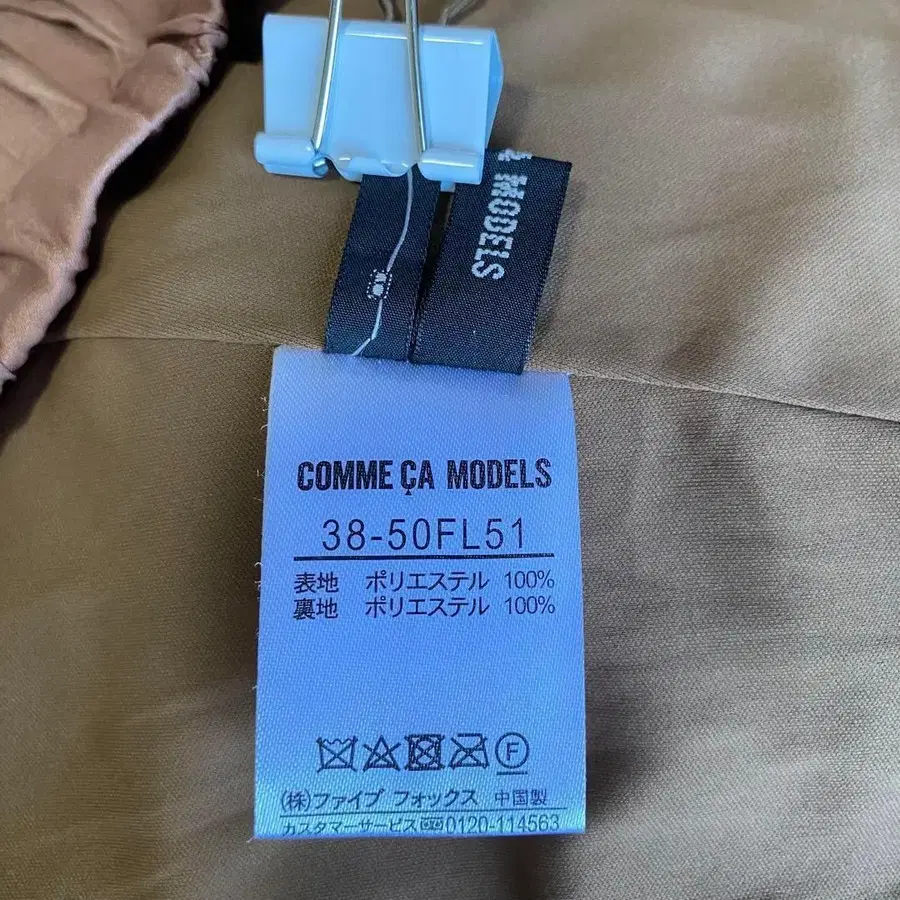 MODELS
COMME ÇA MODELS
38-50FL51
表地 ポリエステル 100%
裏地 ポリエステル 100%
F
(株)ファイブ フォックス 中国製
カスタマーサービス 0120-114563